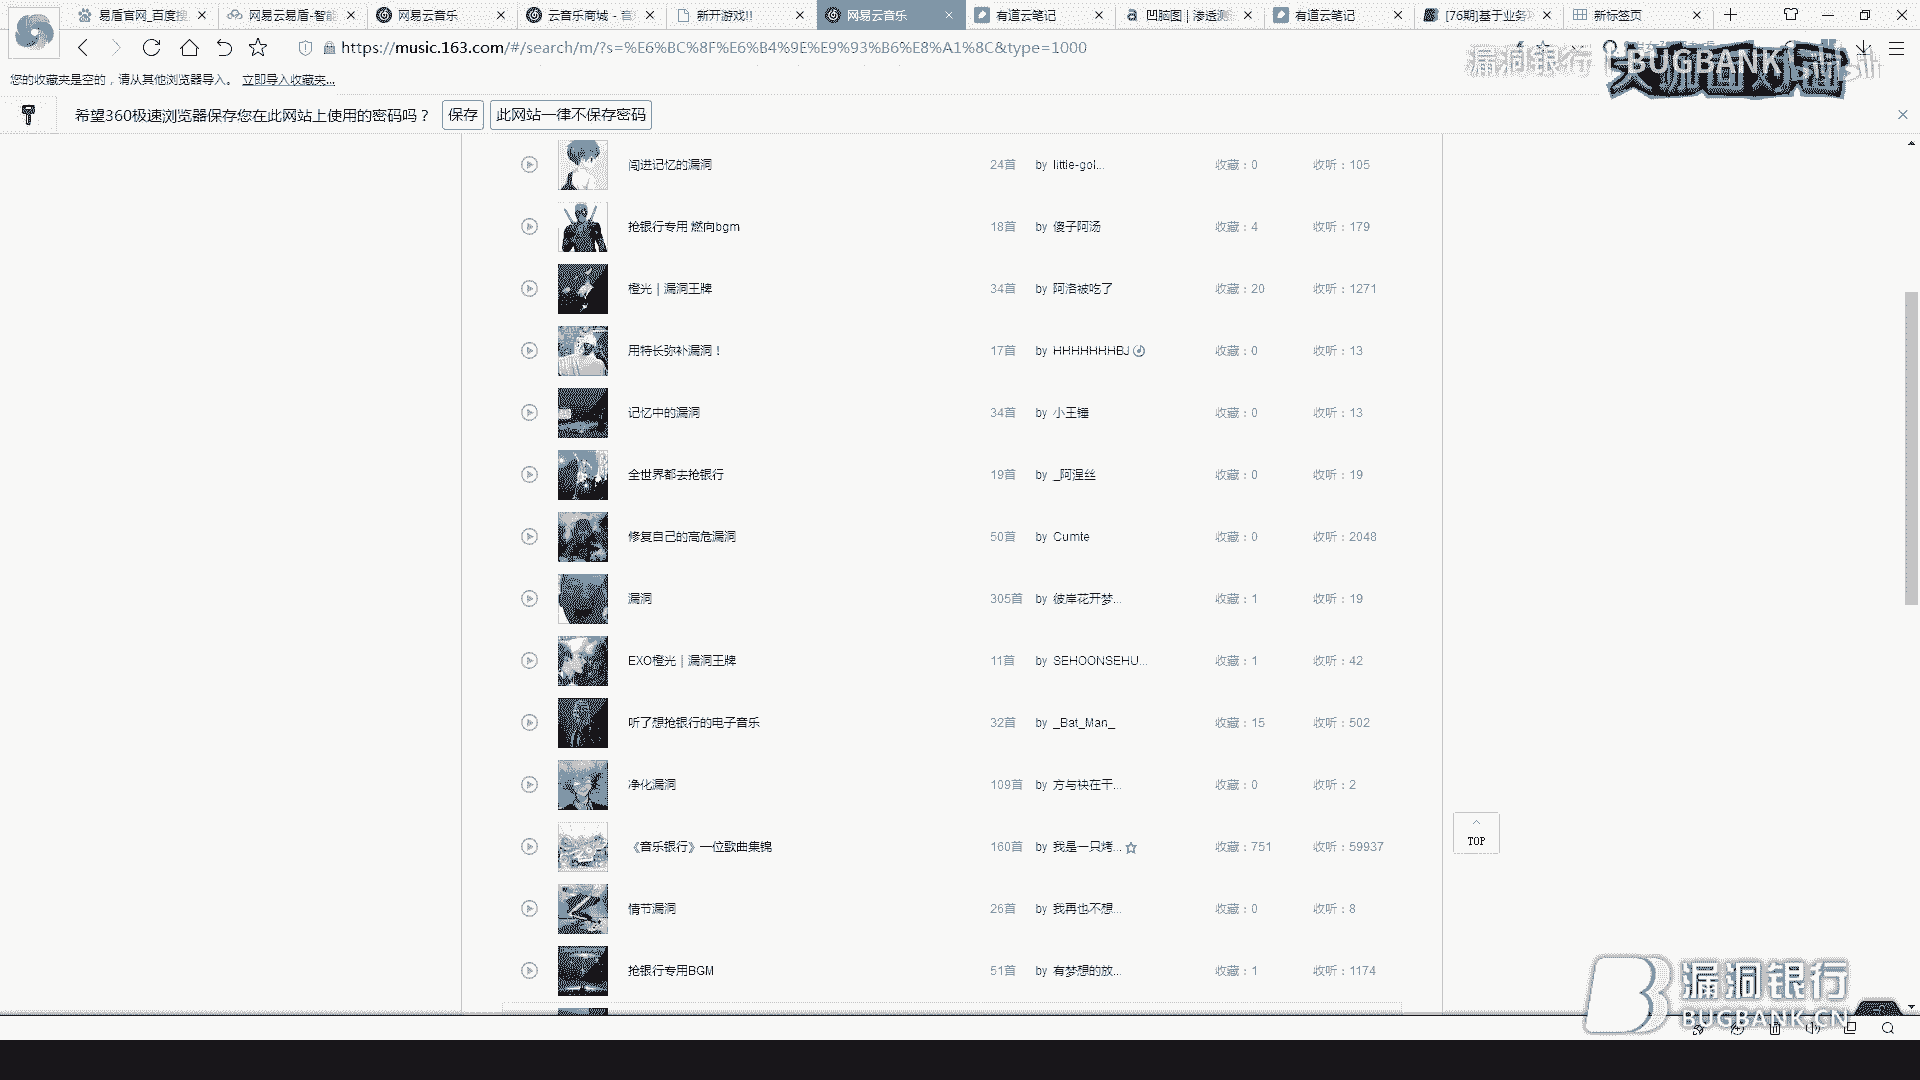 易盾官网_百度搜
网易云易盾-智能
网易云音乐
云音乐商城 - 音
新开游戏!!
网易云音乐
有道云笔记
凹脑图 | 渗透测
有道云笔记
[76期]基于业务
新标签页
https://music.163.com/#/search/m/?s=%E6%BC%8F%E6%B4%9E%E9%93%B6%E8%A1%8C&type=1000
漏洞银行
BUGBANK
大咖面对面
您的收藏夹是空的，请从其他浏览器导入。 立即导入收藏夹...
希望360极速浏览器保存您在此网站上使用的密码吗？ 保存 此网站一律不保存密码
闯进记忆的漏洞 24首 by littie-goi... 收藏：0 收听：105
抢银行专用 燃向bgm 18首 by 傻子阿汤 收藏：4 收听：179
橙光｜漏洞王牌 34首 by 阿洛被吃了 收藏：20 收听：1271
用特长弥补漏洞！ 17首 by HHHHHHHBJ 收藏：0 收听：13
记忆中的漏洞 34首 by 小王锤 收藏：0 收听：13
全世界都去抢银行 19首 by _阿涅丝 收藏：0 收听：19
修复自己的高危漏洞 50首 by Cumte 收藏：0 收听：2048
漏洞 305首 by 彼岸花开梦... 收藏：1 收听：19
EXO橙光｜漏洞王牌 11首 by SEHOONSEHU... 收藏：1 收听：42
听了想抢银行的电子音乐 32首 by _Bat_Man_ 收藏：15 收听：502
净化漏洞 109首 by 方与袂在干... 收藏：0 收听：2
《音乐银行》一位歌曲集锦 160首 by 我是一只烤... 收藏：751 收听：59937
TOP
情节漏洞 26首 by 我再也不想... 收藏：0 收听：8
抢银行专用BGM 51首 by 有梦想的放... 收藏：1 收听：1174
漏洞银行
BUGBANK.CN